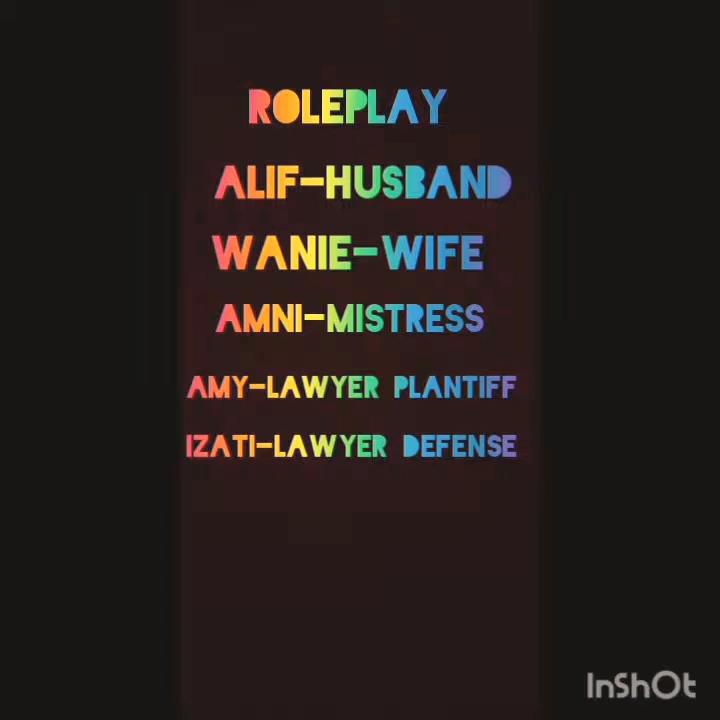 ROLEPLAY
ALIF-HUSBAND
WANIE-WIFE
AMNI-MISTRESS
AMY-LAWYER PLANTIFF
IZATI-LAWYER DEFENSE
InShOt